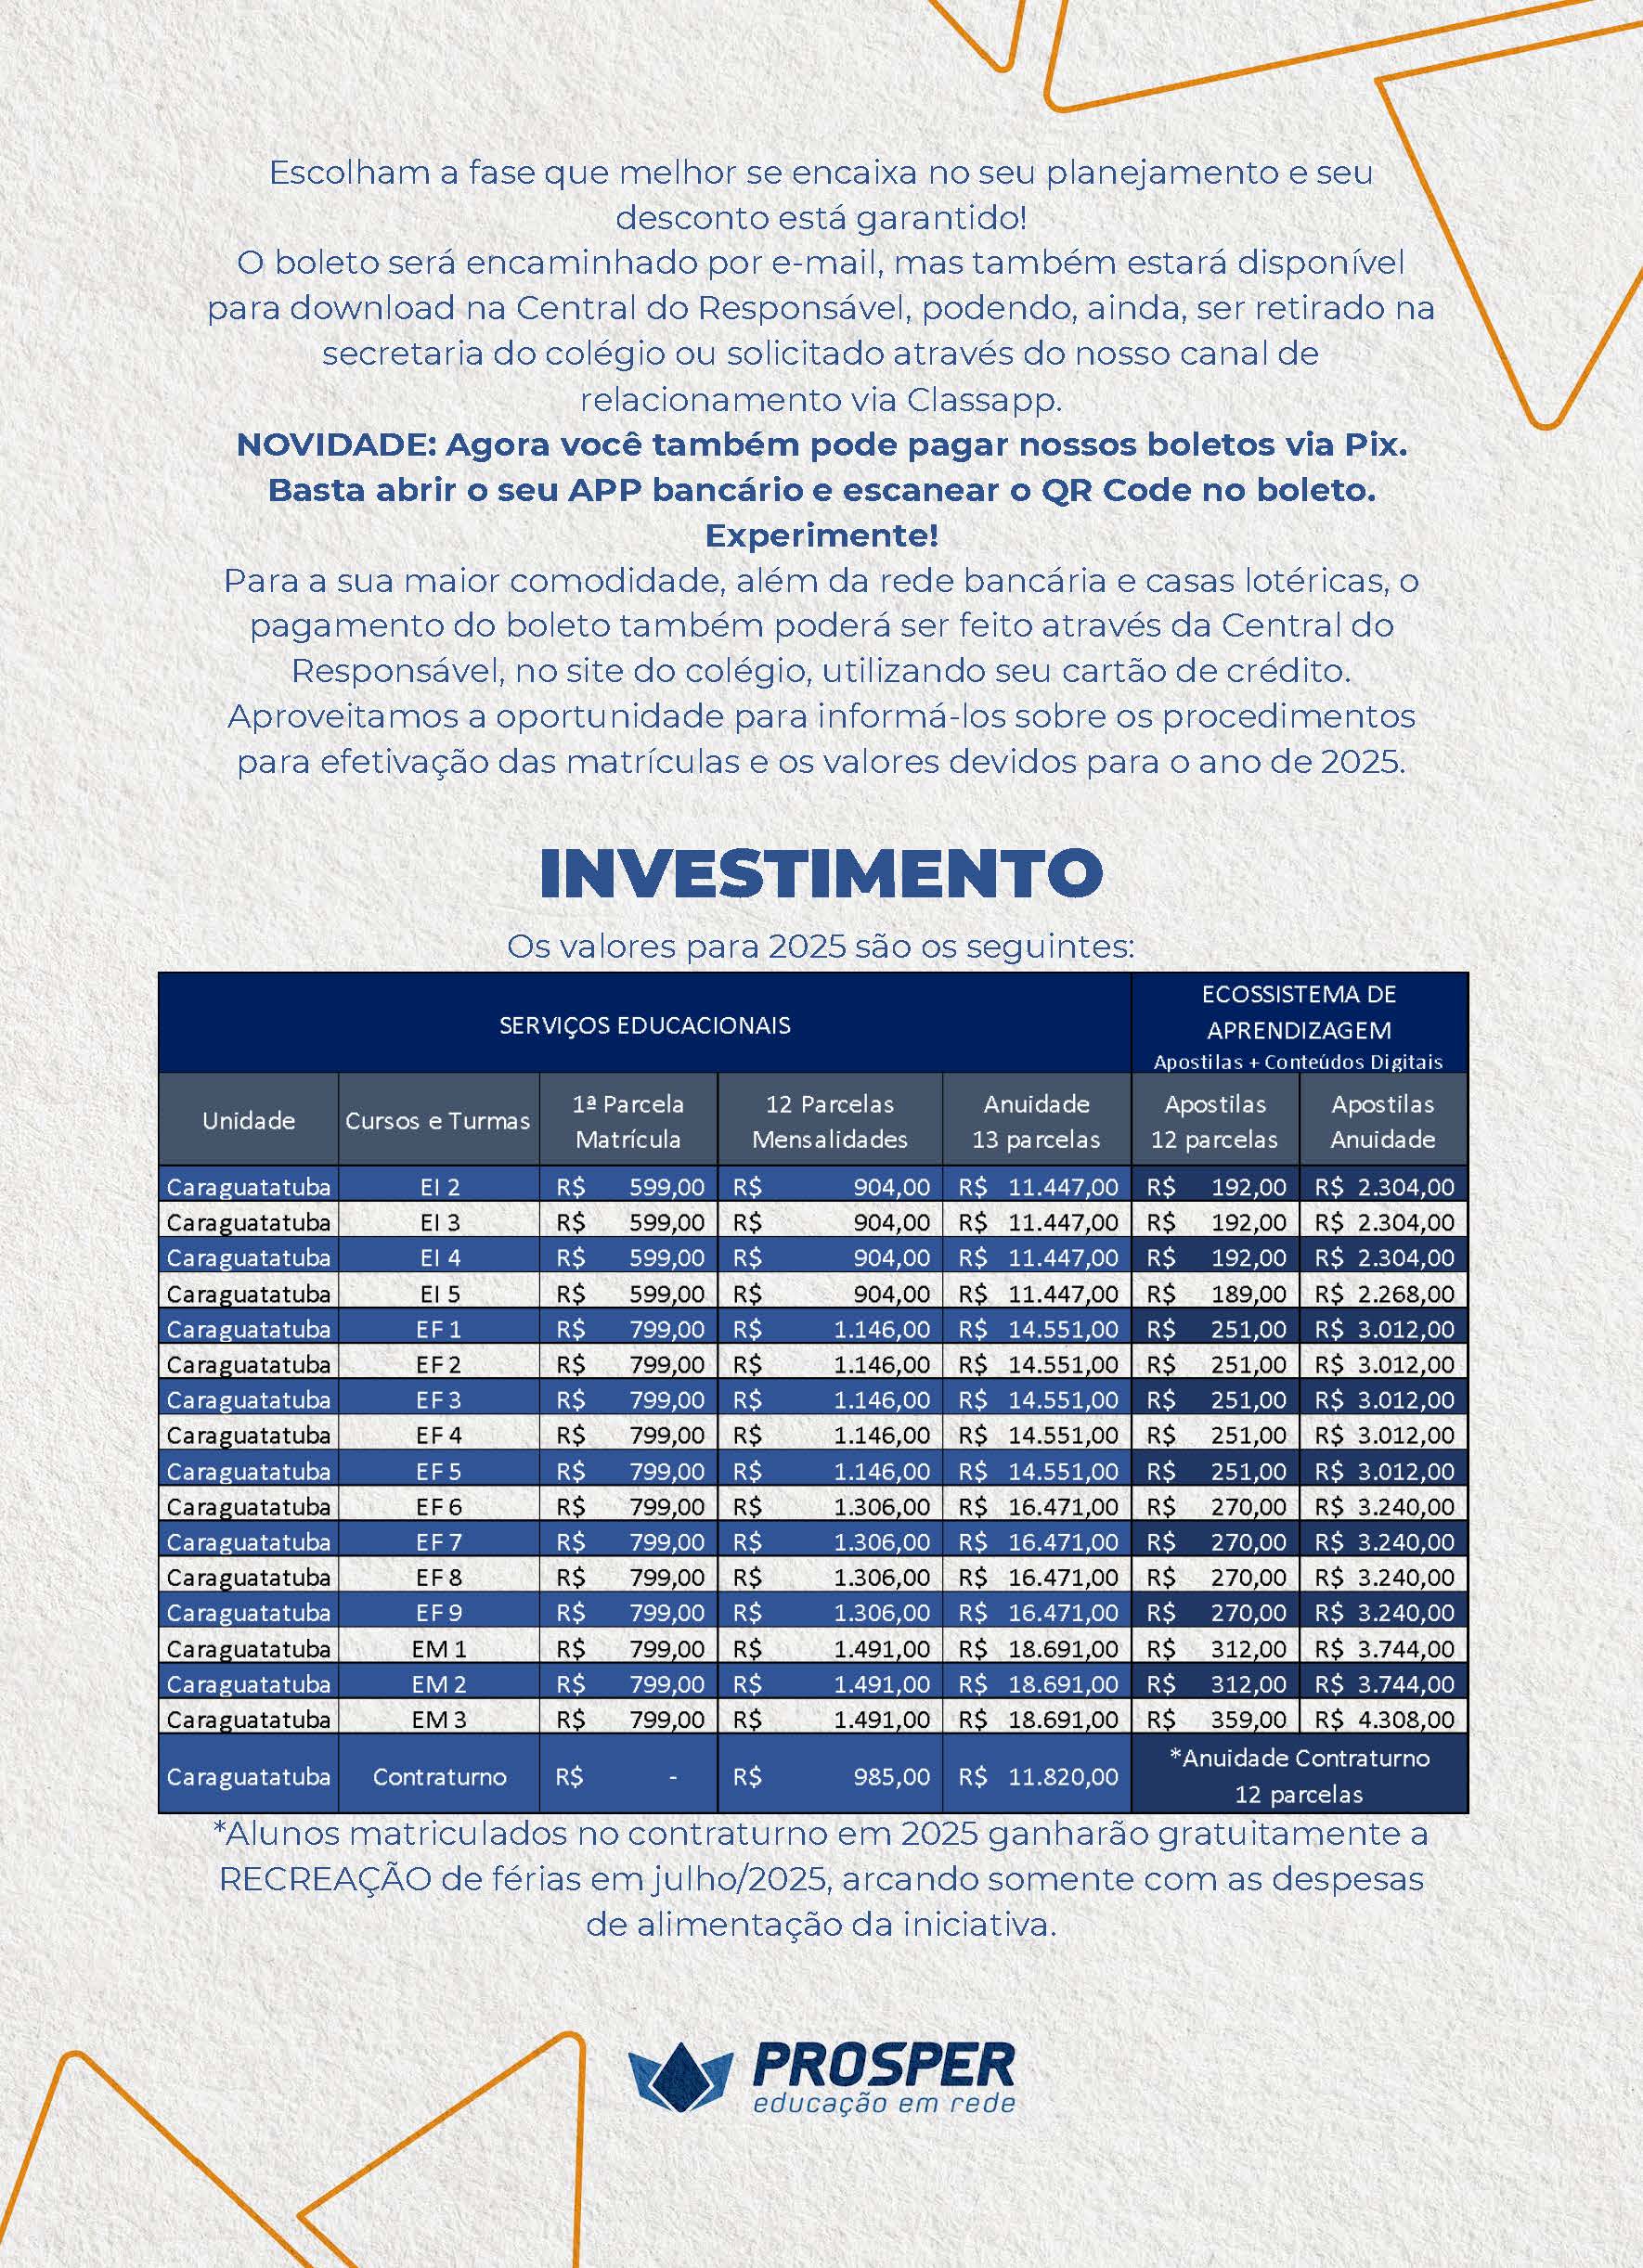 Escolham a fase que melhor se encaixa no seu planejamento e seu
desconto está garantido!
O boleto será encaminhado por e-mail, mas também estará disponível
para download na Central do Responsável, podendo, ainda, ser retirado na
secretaria do colégio ou solicitado através do nosso canal de
relacionamento via Classapp.
NOVIDADE: Agora você também pode pagar nossos boletos via Pix.
Basta abrir o seu APP bancário e escanear o QR Code no boleto.
Experimente!
Para a sua maior comodidade, além da rede bancária e casas lotéricas, o
pagamento do boleto também poderá ser feito através da Central do
Responsável, no site do colégio, utilizando seu cartão de crédito.
Aproveitamos a oportunidade para informá-los sobre os procedimentos
para efetivação das matrículas e os valores devidos para o ano de 2025.
INVESTIMENTO
Os valores para 2025 são os seguintes:
SERVIÇOS EDUCACIONAIS
ECOSSISTEMA DE
APRENDIZAGEM
Apostilas + Conteúdos Digitais
Unidade Cursos e Turmas 1ª Parcela Matrícula 12 Parcelas Mensalidades Anuidade 13 parcelas Apostilas 12 parcelas Apostilas Anuidade
Caraguatatuba EI 2 R$ 599,00 R$ 904,00 R$ 11.447,00 R$ 192,00 R$ 2.304,00
Caraguatatuba EI 3 R$ 599,00 R$ 904,00 R$ 11.447,00 R$ 192,00 R$ 2.304,00
Caraguatatuba EI 4 R$ 599,00 R$ 904,00 R$ 11.447,00 R$ 192,00 R$ 2.304,00
Caraguatatuba EI 5 R$ 599,00 R$ 904,00 R$ 11.447,00 R$ 189,00 R$ 2.268,00
Caraguatatuba EF 1 R$ 799,00 R$ 1.146,00 R$ 14.551,00 R$ 251,00 R$ 3.012,00
Caraguatatuba EF 2 R$ 799,00 R$ 1.146,00 R$ 14.551,00 R$ 251,00 R$ 3.012,00
Caraguatatuba EF 3 R$ 799,00 R$ 1.146,00 R$ 14.551,00 R$ 251,00 R$ 3.012,00
Caraguatatuba EF 4 R$ 799,00 R$ 1.146,00 R$ 14.551,00 R$ 251,00 R$ 3.012,00
Caraguatatuba EF 5 R$ 799,00 R$ 1.146,00 R$ 14.551,00 R$ 251,00 R$ 3.012,00
Caraguatatuba EF 6 R$ 799,00 R$ 1.306,00 R$ 16.471,00 R$ 270,00 R$ 3.240,00
Caraguatatuba EF 7 R$ 799,00 R$ 1.306,00 R$ 16.471,00 R$ 270,00 R$ 3.240,00
Caraguatatuba EF 8 R$ 799,00 R$ 1.306,00 R$ 16.471,00 R$ 270,00 R$ 3.240,00
Caraguatatuba EF 9 R$ 799,00 R$ 1.306,00 R$ 16.471,00 R$ 270,00 R$ 3.240,00
Caraguatatuba EM 1 R$ 799,00 R$ 1.491,00 R$ 18.691,00 R$ 312,00 R$ 3.744,00
Caraguatatuba EM 2 R$ 799,00 R$ 1.491,00 R$ 18.691,00 R$ 312,00 R$ 3.744,00
Caraguatatuba EM 3 R$ 799,00 R$ 1.491,00 R$ 18.691,00 R$ 359,00 R$ 4.308,00
Caraguatatuba Contraturno R$ - R$ 985,00 R$ 11.820,00 *Anuidade Contraturno
12 parcelas
*Alunos matriculados no contraturno em 2025 ganharão gratuitamente a
RECREAÇÃO de férias em julho/2025, arcando somente com as despesas
de alimentação da iniciativa.
PROSPER
educação em rede